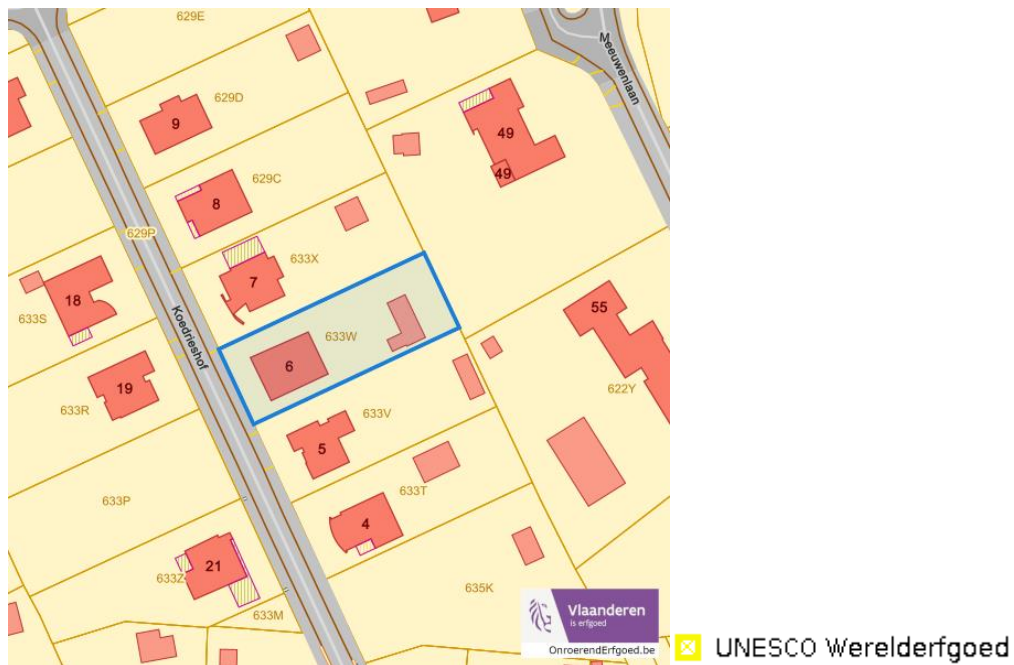 629E
Meeuwenlaan
629D
9
49
49
629C
8
629P
633X
7
18
55
633S
Koedrieshof
633W
6
19
622Y
633R
633V
5
633T
633P
4
21
633Z
635K
633M
Vlaanderen
is erfgoed
OnroerendErfgoed.be
UNESCO Werelderfgoed